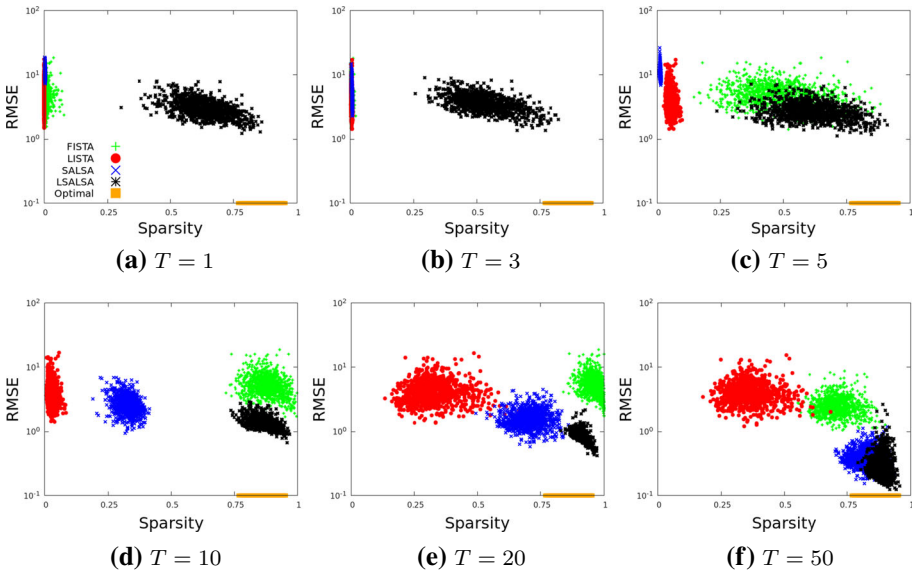 10²
10¹
10⁰
10⁻¹
RMSE
FISTA
LISTA
SALSA
LSALSA
Optimal
0 0.25 0.5 0.75 1
Sparsity
(a) T = 1
10²
10¹
10⁰
10⁻¹
RMSE
0 0.25 0.5 0.75 1
Sparsity
(b) T = 3
10²
10¹
10⁰
10⁻¹
RMSE
0 0.25 0.5 0.75 1
Sparsity
(c) T = 5
10²
10¹
10⁰
10⁻¹
RMSE
0 0.25 0.5 0.75 1
Sparsity
(d) T = 10
10²
10¹
10⁰
10⁻¹
RMSE
0 0.25 0.5 0.75 1
Sparsity
(e) T = 20
10²
10¹
10⁰
10⁻¹
RMSE
0 0.25 0.5 0.75 1
Sparsity
(f) T = 50